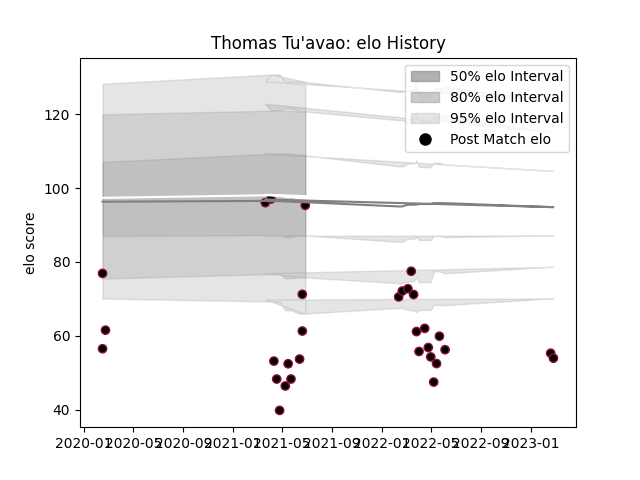 Thomas Tu'avao: elo History
50% elo Interval
80% elo Interval
95% elo Interval
Post Match elo
elo score
120
100
80
60
40
2020-01 2020-05 2020-09 2021-01 2021-05 2021-09 2022-01 2022-05 2022-09 2023-01